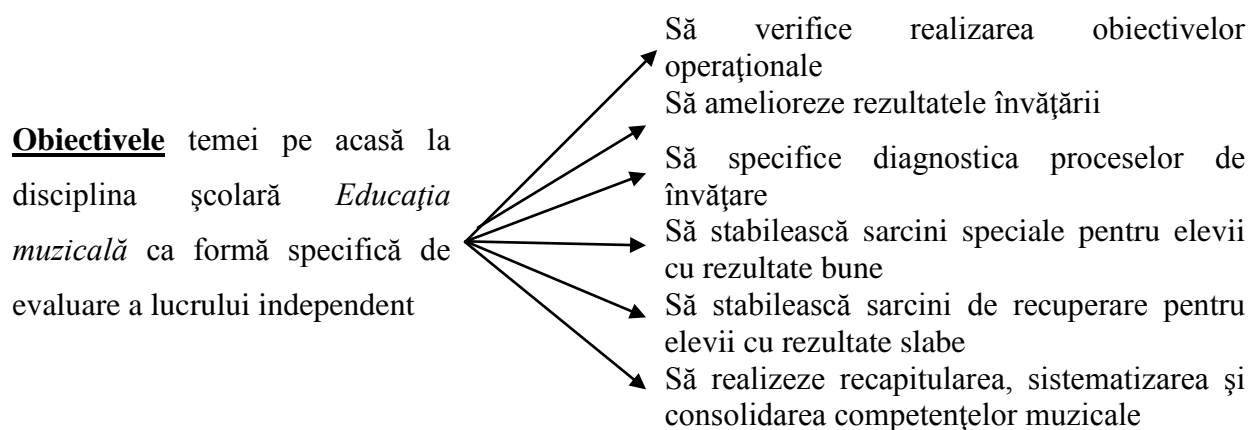 Obiectivele temei pe acasă la
disciplina şcolară Educaţia
muzicală ca formă specifică de
evaluare a lucrului independent
Să verifice realizarea obiectivelor
operaţionale
Să amelioreze rezultatele învăţării
Să specifice diagnostica proceselor de
învăţare
Să stabilească sarcini speciale pentru elevii
cu rezultate bune
Să stabilească sarcini de recuperare pentru
elevii cu rezultate slabe
Să realizeze recapitularea, sistematizarea şi
consolidarea competenţelor muzicale